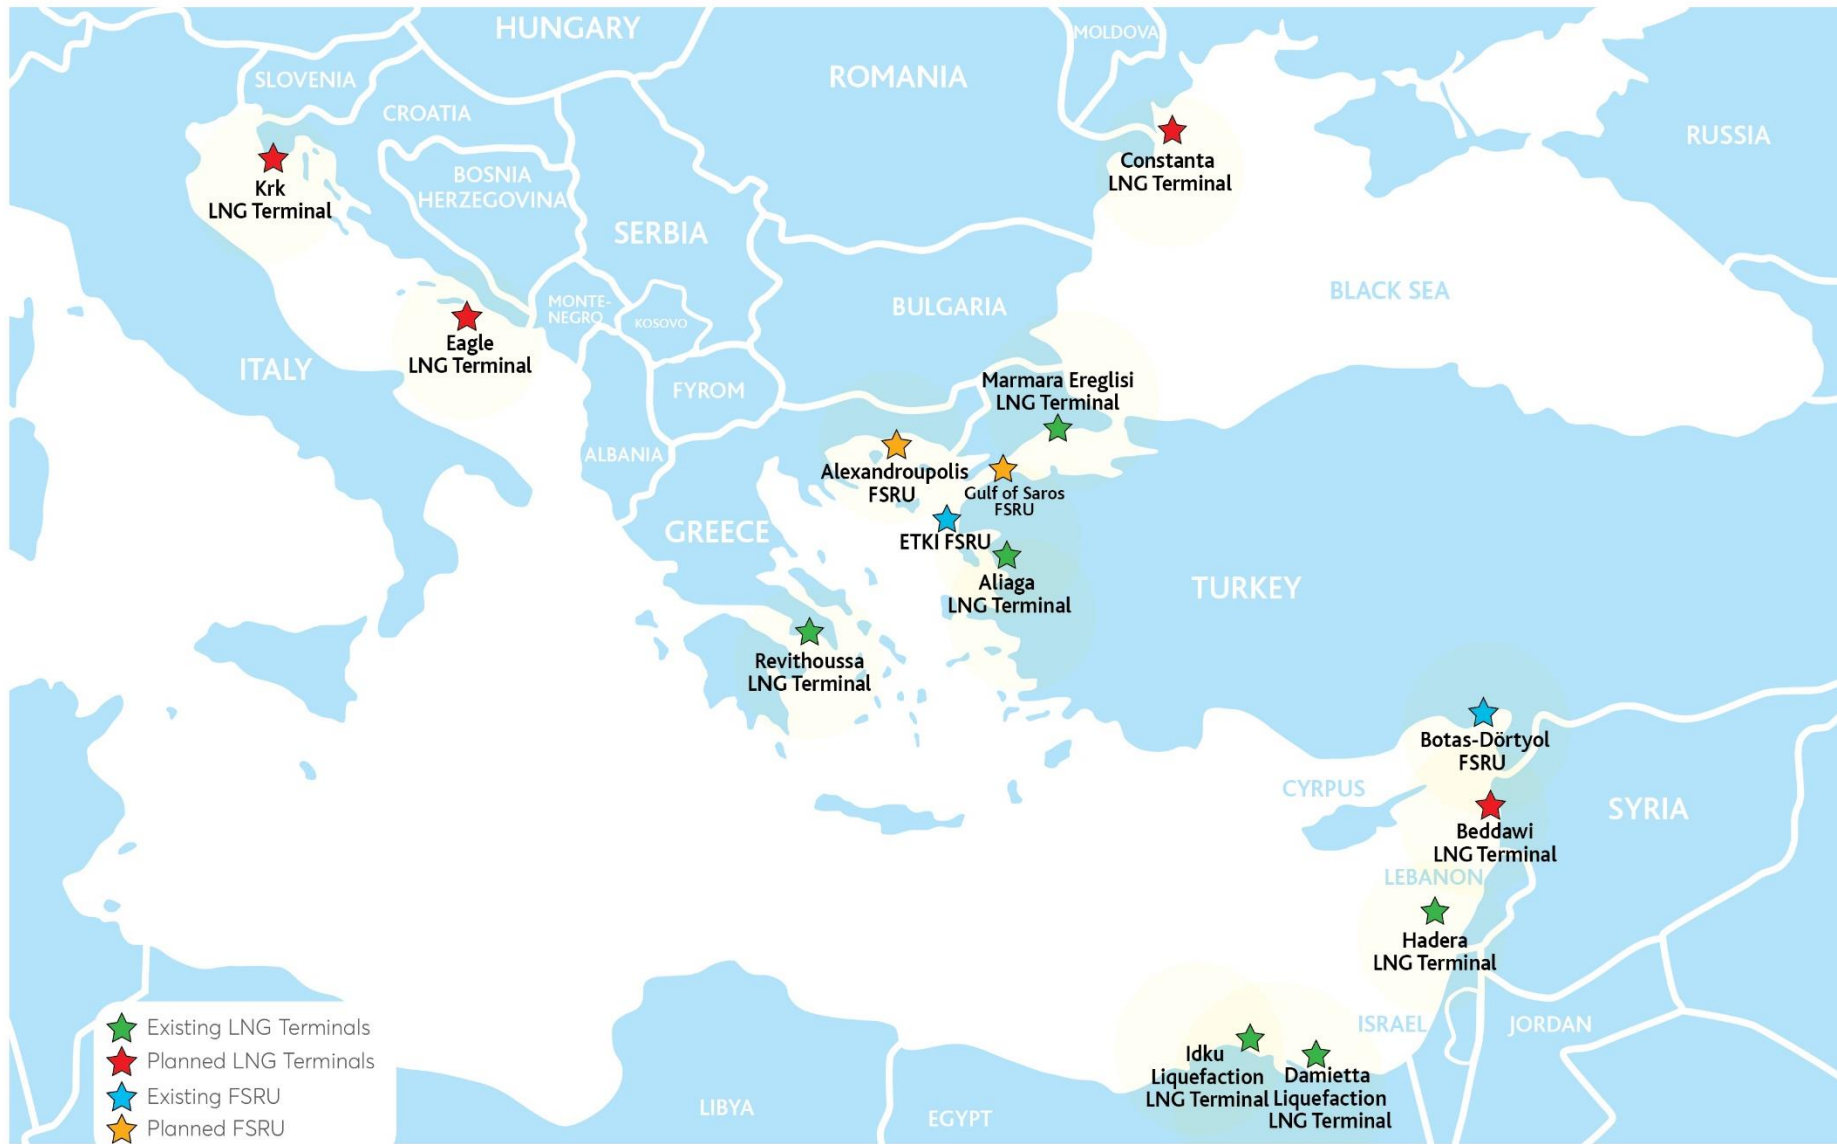 HUNGARY
MOLDOVA
SLOVENIA
ROMANIA
CROATIA
RUSSIA
Constanta
LNG Terminal
Krk
LNG Terminal
BOSNIA
HERZEGOVINA
SERBIA
BLACK SEA
BULGARIA
MONTE-
NEGRO
KOSOVO
Eagle
LNG Terminal
ITALY
FYROM
Marmara Ereglisi
LNG Terminal
ALBANIA
Alexandroupolis
FSRU
Gulf of Saros
FSRU
GREECE
ETKI FSRU
Aliaga
LNG Terminal
TURKEY
Revithoussa
LNG Terminal
Botas-Dörtyol
FSRU
CYRPUS
SYRIA
Beddawi
LNG Terminal
LEBANON
Hadera
LNG Terminal
ISRAEL
JORDAN
Idku
Liquefaction
LNG Terminal
Damietta
Liquefaction
LNG Terminal
LIBYA
EGYPT
Existing LNG Terminals
Planned LNG Terminals
Existing FSRU
Planned FSRU